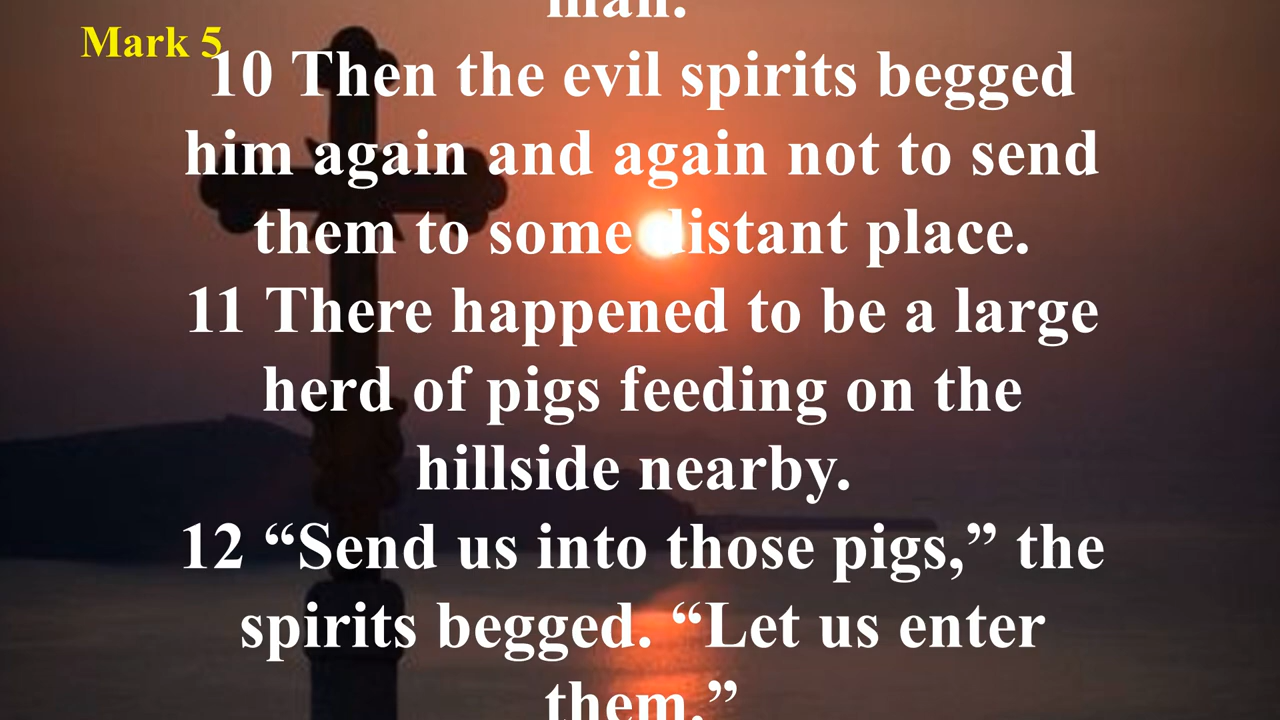 man.
Mark 5
10 Then the evil spirits begged
him again and again not to send
them to some distant place.
11 There happened to be a large
herd of pigs feeding on the
hillside nearby.
12 “Send us into those pigs,” the
spirits begged. “Let us enter
them.”